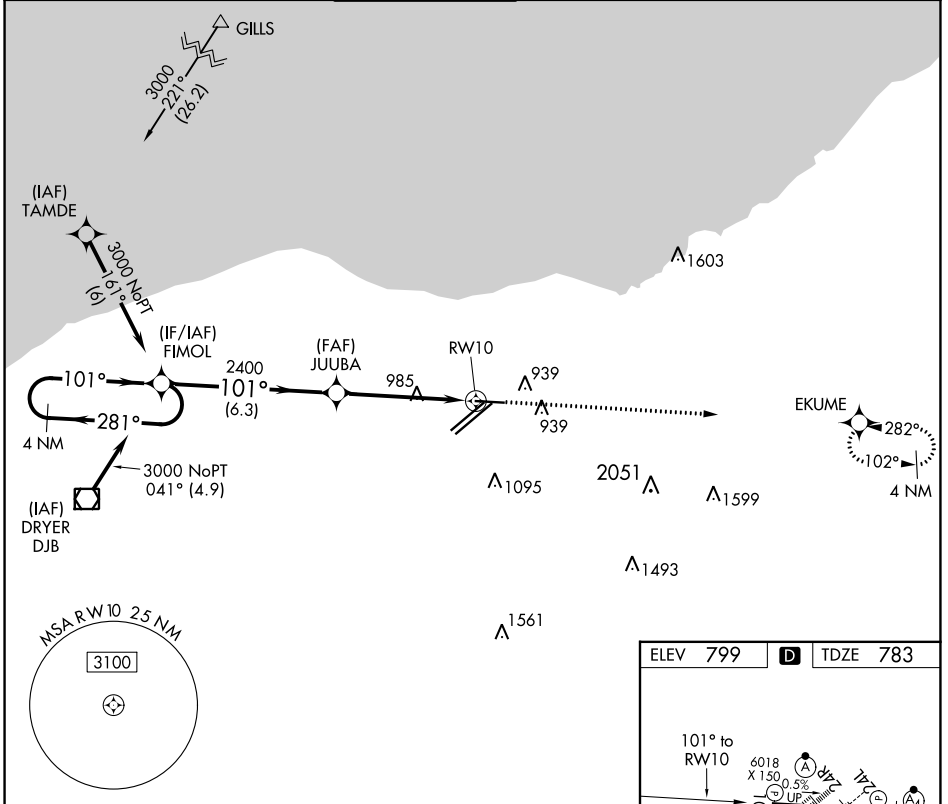 GILLS
3000
221°
(26.2)
(IAF)
TAMDE
3000 NoPT
161°
(6)
1603
(IF/IAF)
FIMOL
2400
101°
(6.3)
(FAF)
JUUBA
985
RW10
939
939
101°
281°
4 NM
EKUME
282°
102°
4 NM
3000 NoPT
041° (4.9)
(IAF)
DRYER
DJB
1095
2051
1599
1493
1561
MSA RW10 25 NM
3100
ELEV 799 D TDZE 783
101° to
RW10
6018
X 150
0.5%
UP
A
24R
24L
P
P